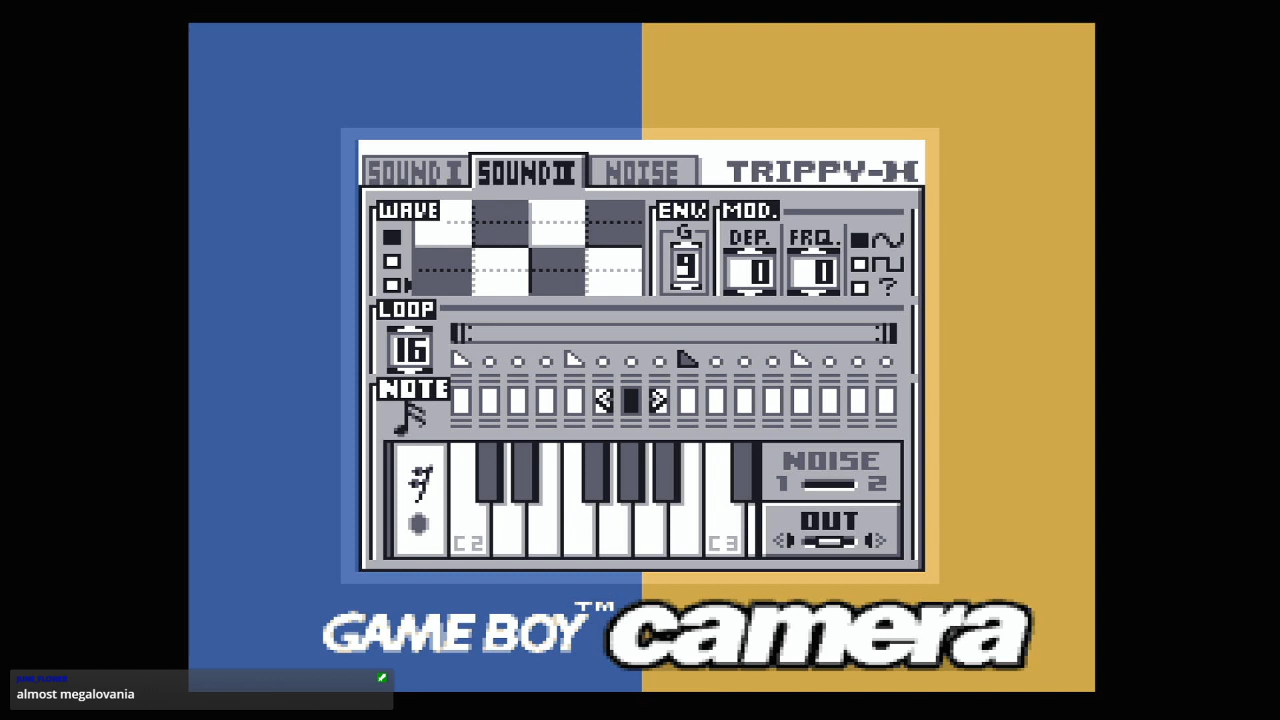 SOUND I SOUND II NOISE TRIPPY-H
WAVE ENV. MOD.
G DEP. FRQ.
9 0 0
?
LOOP
16
NOTE
NOISE
1 2
OUT
C2 C3
GAME BOY™ camera
almost megalovania